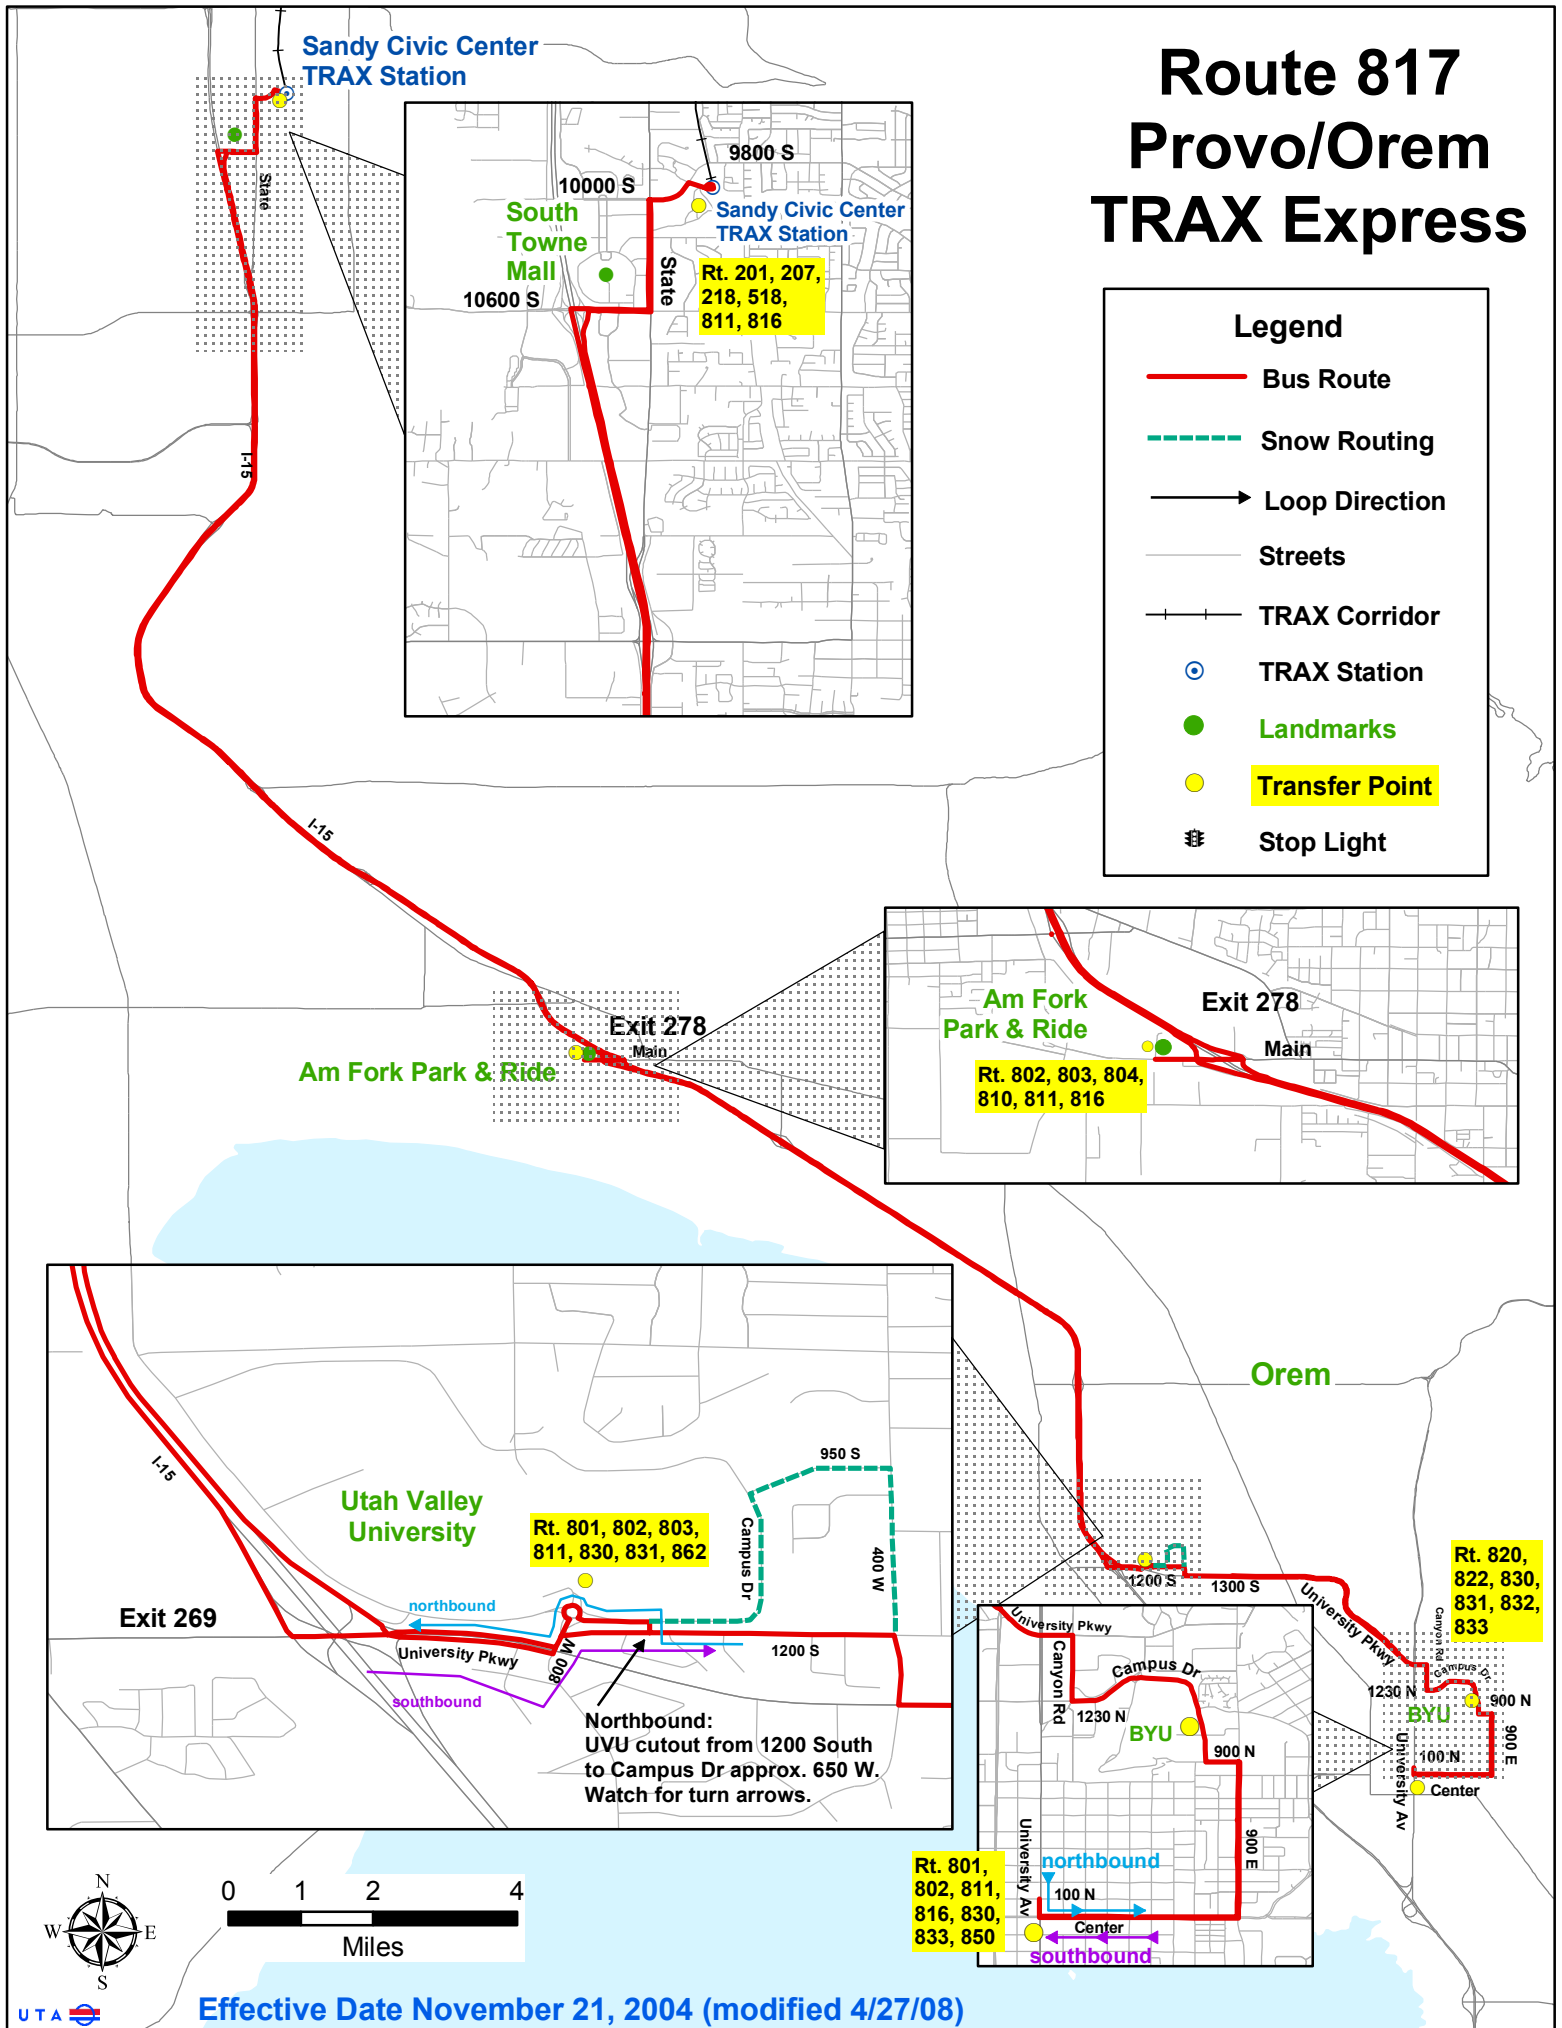 Route 817
Provo/Orem
TRAX Express
Sandy Civic Center
TRAX Station
State
I-15
I-15
9800 S
10000 S
South
Towne
Mall
Sandy Civic Center
TRAX Station
10600 S
State
Rt. 201, 207,
218, 518,
811, 816
Legend
Bus Route
Snow Routing
Loop Direction
Streets
TRAX Corridor
TRAX Station
Landmarks
Transfer Point
Stop Light
Exit 278
Main
Am Fork Park & Ride
Am Fork
Park & Ride
Exit 278
Main
Rt. 802, 803, 804,
810, 811, 816
Orem
I-15
Utah Valley
University
Rt. 801, 802, 803,
811, 830, 831, 862
950 S
Campus Dr
400 W
Exit 269
northbound
University Pkwy
800 W
1200 S
southbound
Northbound:
UVU cutout from 1200 South
to Campus Dr approx. 650 W.
Watch for turn arrows.
1200 S
1300 S
University Pkwy
Rt. 820,
822, 830,
831, 832,
833
Canyon Rd
Campus Dr
1230 N
900 N
BYU
900 E
100 N
University Av
Center
University Pkwy
Canyon Rd
Campus Dr
1230 N
BYU
900 N
900 E
University Av
northbound
100 N
Center
southbound
Rt. 801,
802, 811,
816, 830,
833, 850
N
W E
S
0 1 2 4
Miles
UTA
Effective Date November 21, 2004 (modified 4/27/08)